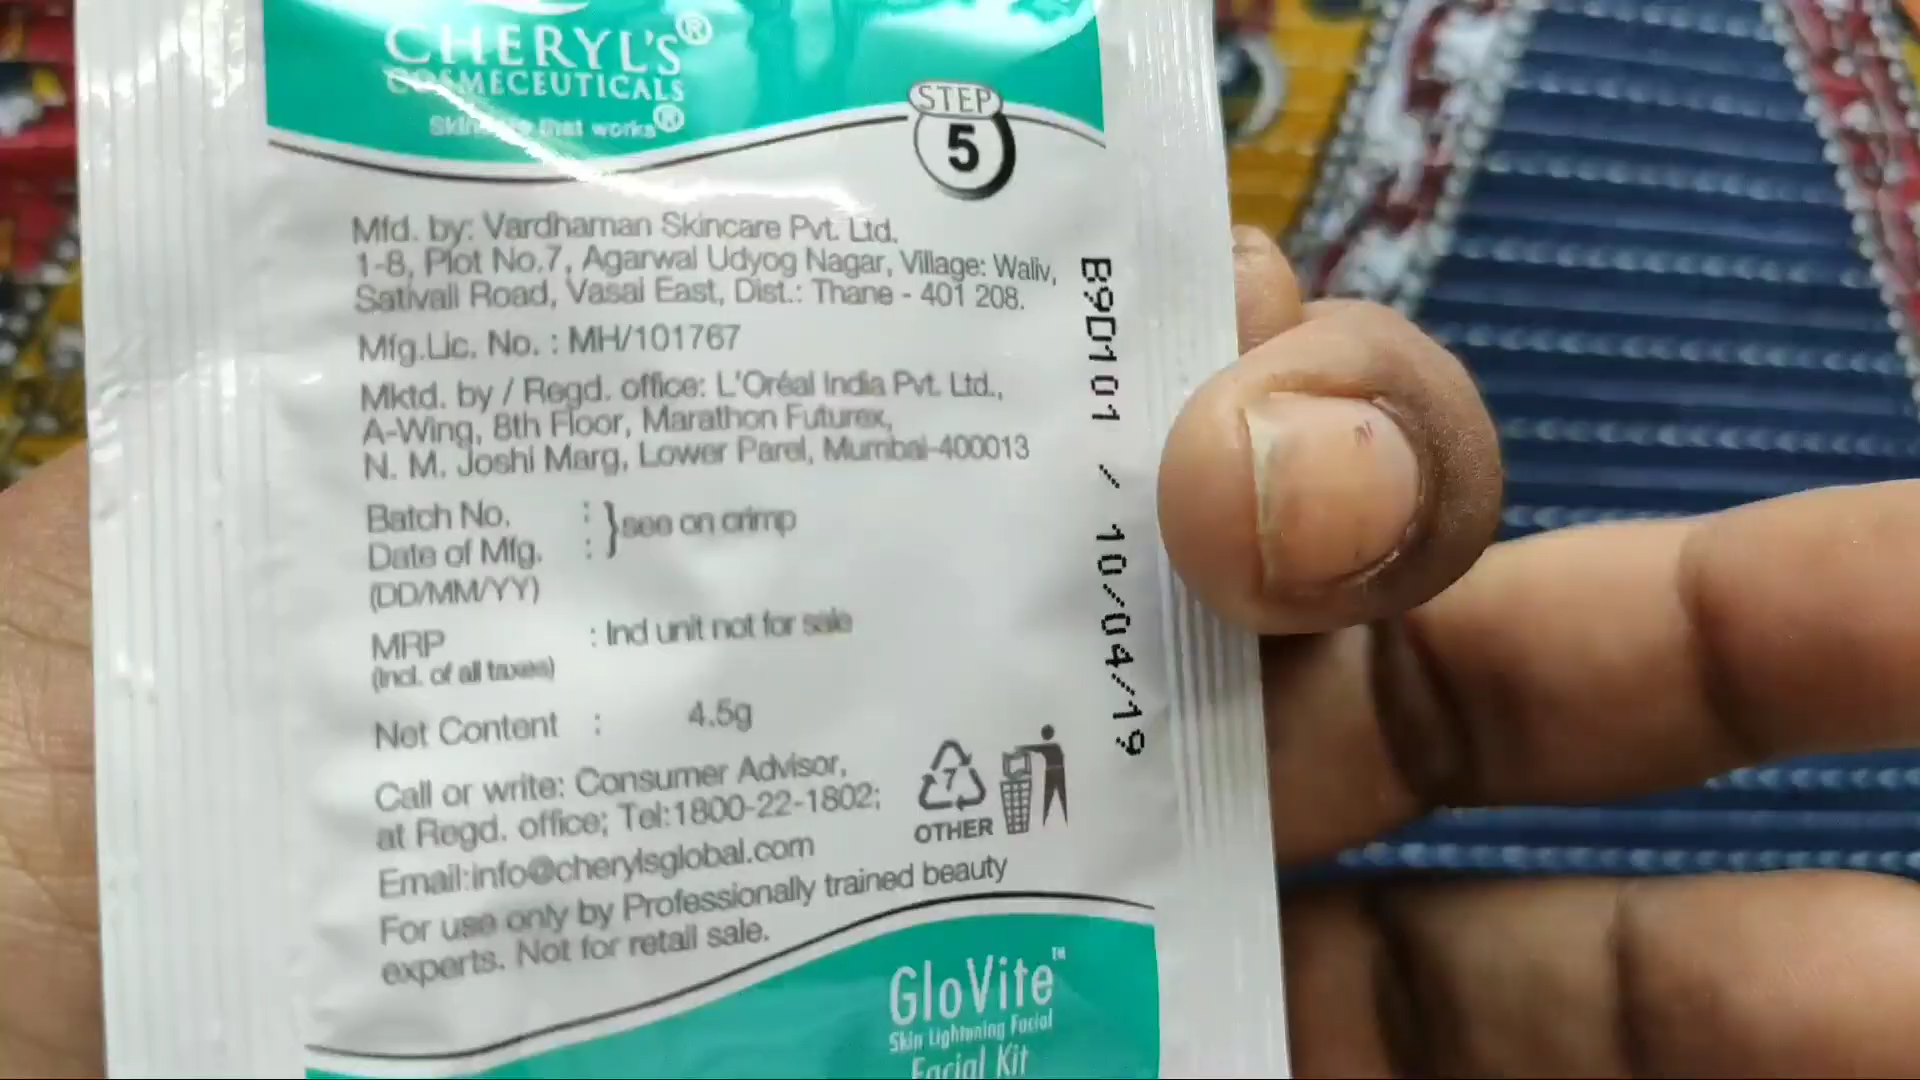 CHERYL'S®
COSMECEUTICALS
Skincare that works®
STEP
5
Mfd. by: Vardhaman Skincare Pvt. Ltd.
1-8, Plot No.7, Agarwal Udyog Nagar, Village: Waliv,
Sativali Road, Vasai East, Dist.: Thane - 401 208.
Mfg.Lic. No. : MH/101767
Mktd. by / Regd. office: L'Oréal India Pvt. Ltd.,
A-Wing, 8th Floor, Marathon Futurex,
N. M. Joshi Marg, Lower Parel, Mumbai-400013
Batch No. :
Date of Mfg. : } see on crimp
(DD/MM/YY)
MRP : Ind unit not for sale
(Incl. of all taxes)
Net Content : 4.5g
Call or write: Consumer Advisor,
at Regd. office; Tel:1800-22-1802;
Email:info@cherylsglobal.com
For use only by Professionally trained beauty
experts. Not for retail sale.
7
OTHER
B9D101 / 10/04/19
GloVite™
Skin Lightening Facial
Facial Kit